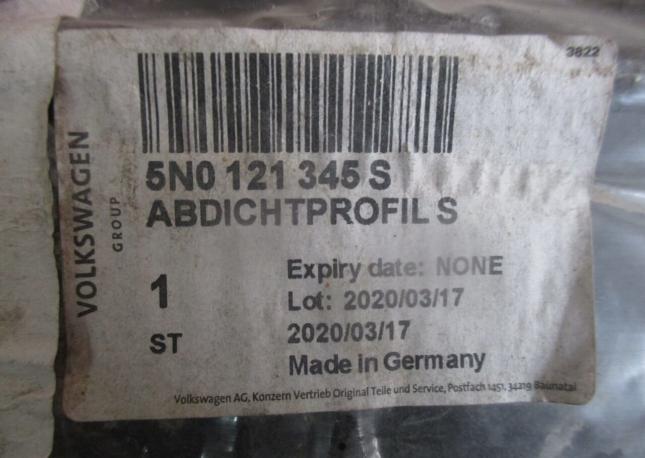 3822
VOLKSWAGEN
GROUP
5N0 121 345 S
ABDICHTPROFIL S
1
ST
Expiry date: NONE
Lot: 2020/03/17
2020/03/17
Made in Germany
Volkswagen AG, Konzern Vertrieb Original Teile und Service, Postfach 1451, 34219 Baunatal